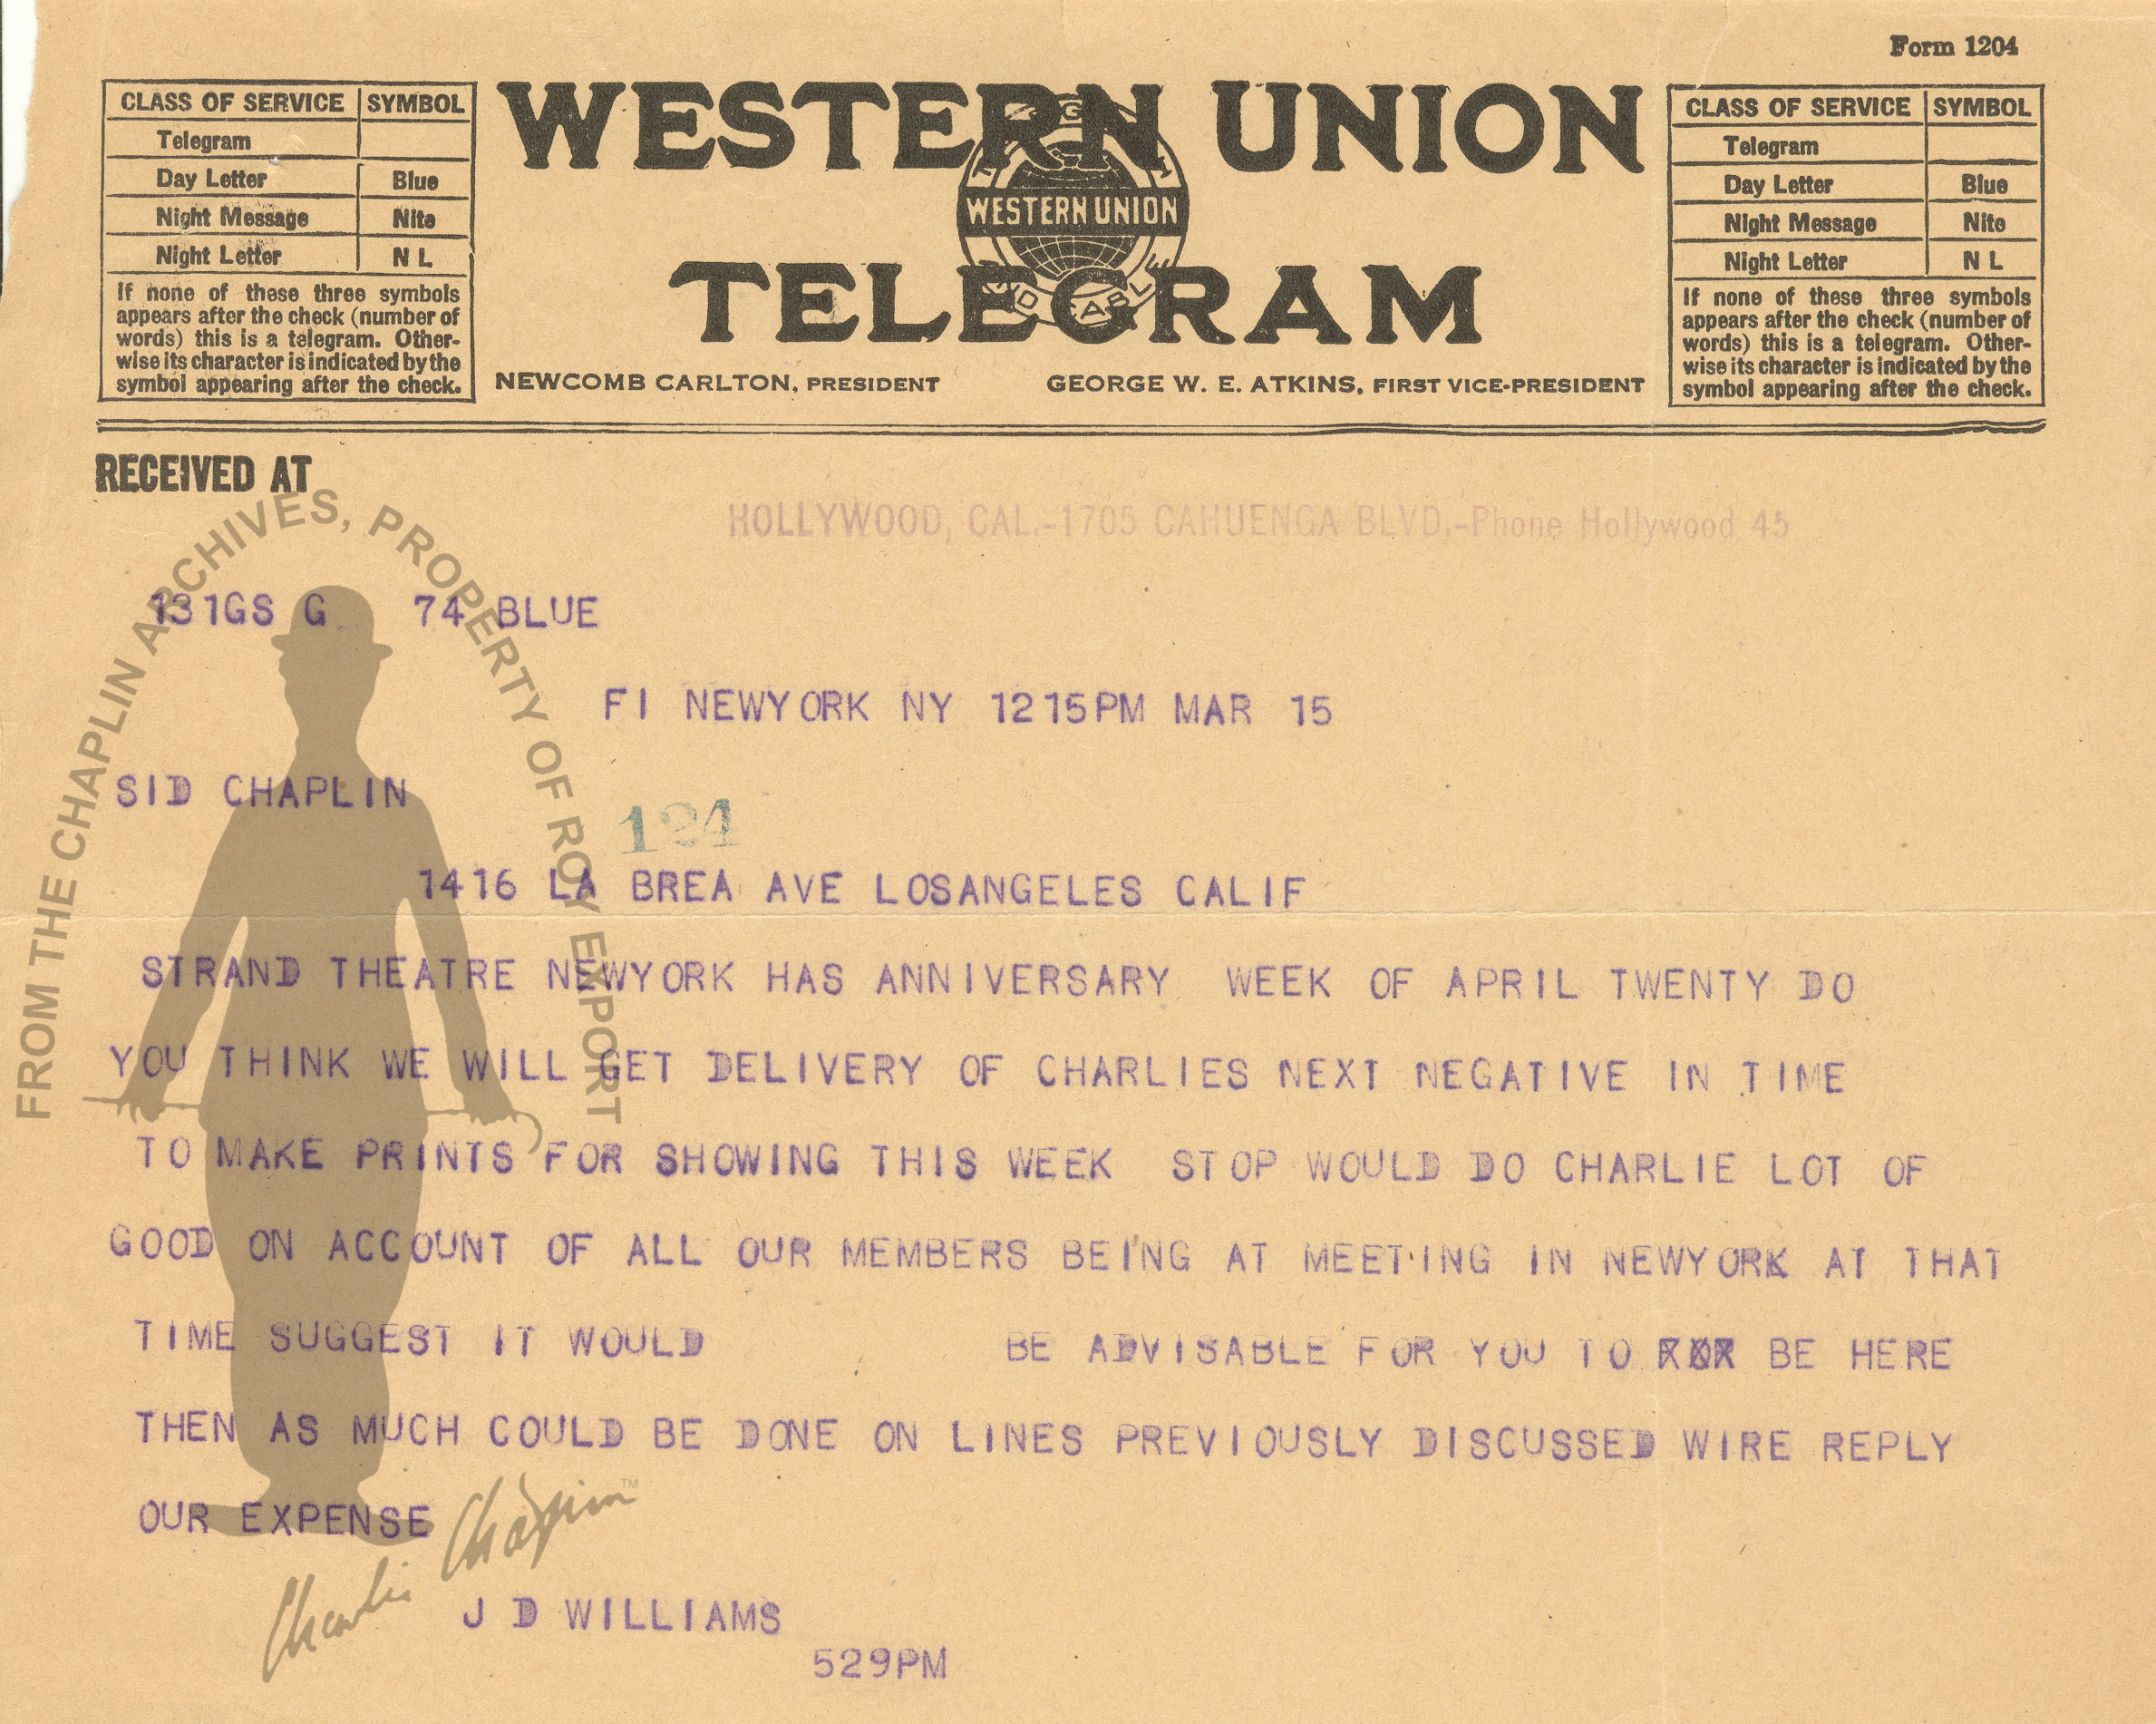 Form 1204
CLASS OF SERVICE SYMBOL
Telegram
Day Letter Blue
Night Message Nite
Night Letter N L
If none of these three symbols
appears after the check (number of
words) this is a telegram. Other-
wise its character is indicated by the
symbol appearing after the check.
WESTERN UNION
WESTERN UNION
TELEGRAM
NEWCOMB CARLTON, PRESIDENT GEORGE W. E. ATKINS, FIRST VICE-PRESIDENT
CLASS OF SERVICE SYMBOL
Telegram
Day Letter Blue
Night Message Nite
Night Letter N L
If none of these three symbols
appears after the check (number of
words) this is a telegram. Other-
wise its character is indicated by the
symbol appearing after the check.
RECEIVED AT
HOLLYWOOD, CAL.-1705 CAHUENGA BLVD.-Phone Hollywood 45
FROM THE CHAPLIN ARCHIVES, PROPERTY OF ROY EXPORT
131GS G 74 BLUE
FI NEWYORK NY 1215PM MAR 15
SID CHAPLIN
124
1416 LA BREA AVE LOSANGELES CALIF
STRAND THEATRE NEWYORK HAS ANNIVERSARY WEEK OF APRIL TWENTY DO
YOU THINK WE WILL GET DELIVERY OF CHARLIES NEXT NEGATIVE IN TIME
TO MAKE PRINTS FOR SHOWING THIS WEEK STOP WOULD DO CHARLIE LOT OF
GOOD ON ACCOUNT OF ALL OUR MEMBERS BEING AT MEETING IN NEWYORK AT THAT
TIME SUGGEST IT WOULD BE ADVISABLE FOR YOU TO BE HERE
THEN AS MUCH COULD BE DONE ON LINES PREVIOUSLY DISCUSSED WIRE REPLY
OUR EXPENSE
Charlie Chaplin TM
J D WILLIAMS
529PM